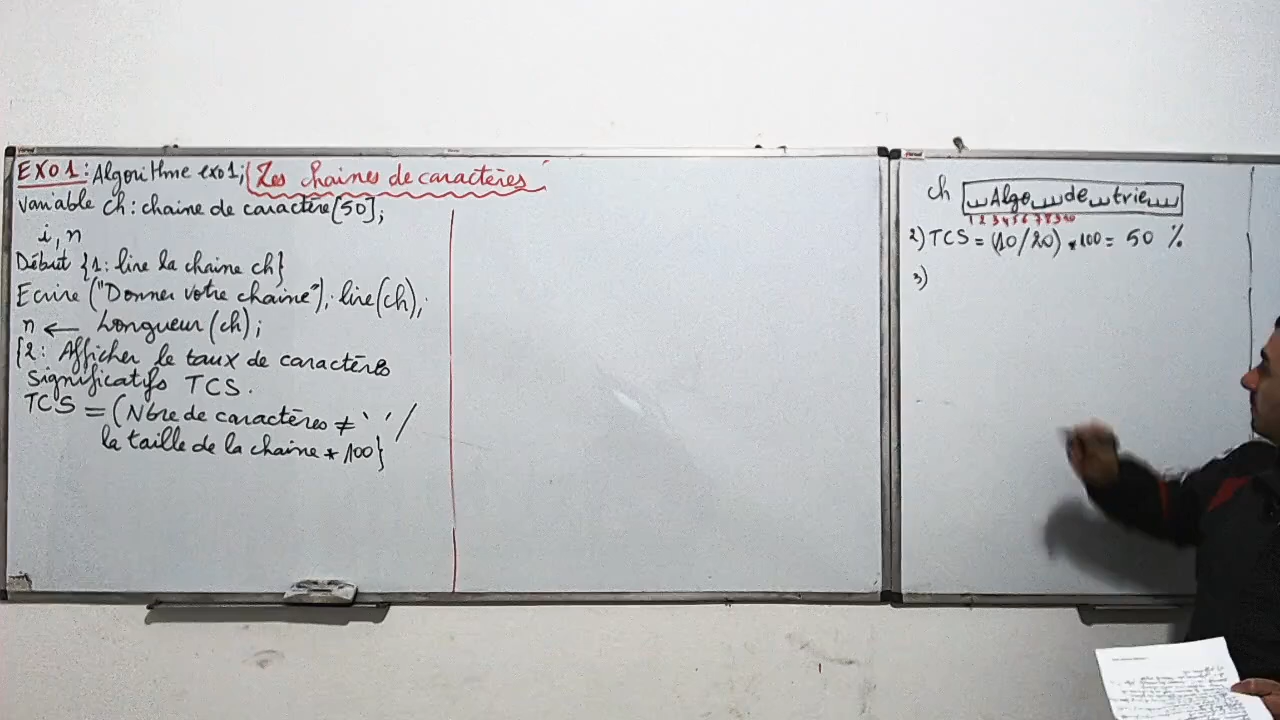 EXO1: Algorithme exo1; Les chaines de caractères
Variable ch: chaine de caractère[50];
i, n
Début {1: lire la chaine ch}
Ecrire ("Donner votre chaine"); lire(ch);
n ← Longueur(ch);
{2: Afficher le taux de caractères
significatifs TCS.
TCS = (Nbre de caractères ≠ ' ' /
la taille de la chaine * 100}
ch ␣Algo␣␣␣de␣␣trie␣␣␣
1 2 3 4 5 6 7 8 9 10
2) TCS = (10/20) * 100 = 50 %
3)